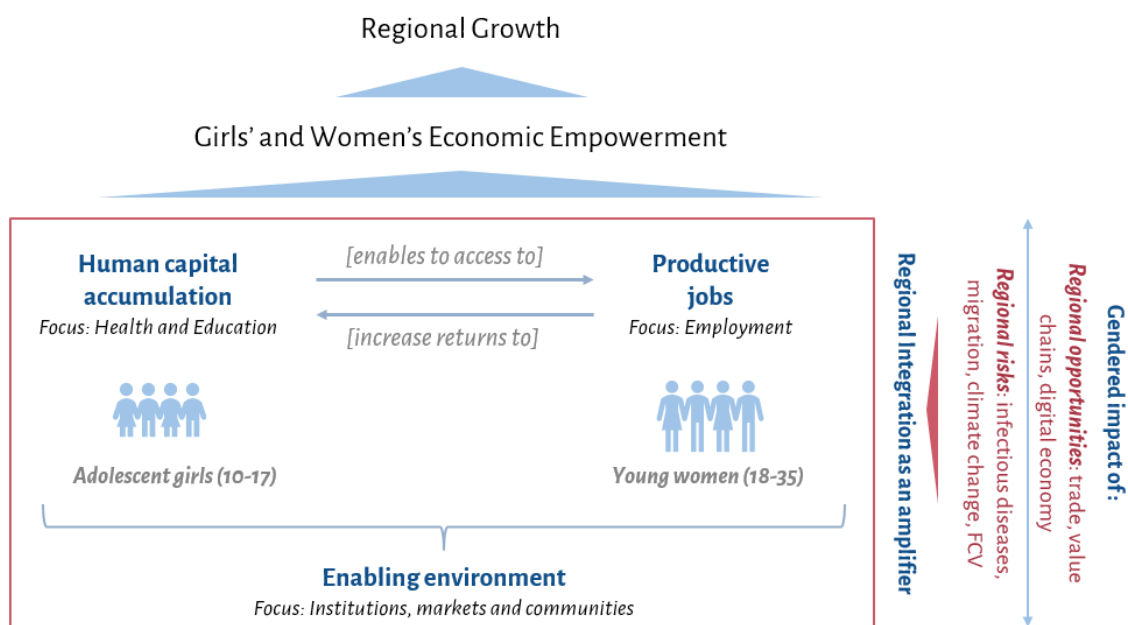 Regional Growth
Girls’ and Women’s Economic Empowerment
Human capital
accumulation
Focus: Health and Education
[enables to access to]
[increase returns to]
Productive
jobs
Focus: Employment
Adolescent girls (10-17)
Young women (18-35)
Enabling environment
Focus: Institutions, markets and communities
Regional Integration as an amplifier
Gendered impact of :
Regional opportunities: trade, value
chains, digital economy
Regional risks: infectious diseases,
migration, climate change, FCV